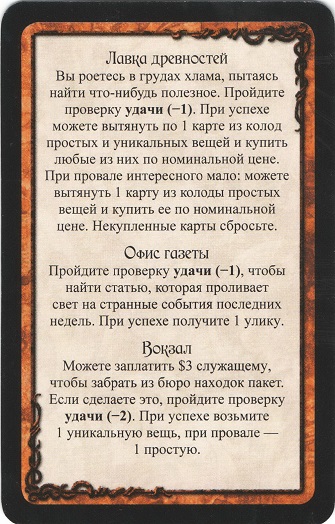 Лавка древностей
Вы роетесь в грудах хлама, пытаясь
найти что-нибудь полезное. Пройдите
проверку удачи (−1). При успехе
можете вытянуть по 1 карте из колод
простых и уникальных вещей и купить
любые из них по номинальной цене.
При провале интересного мало: можете
вытянуть 1 карту из колоды простых
вещей и купить ее по номинальной
цене. Некупленные карты сбросьте.
Офис газеты
Пройдите проверку удачи (−1), чтобы
найти статью, которая проливает
свет на странные события последних
недель. При успехе получите 1 улику.
Вокзал
Можете заплатить $3 служащему,
чтобы забрать из бюро находок пакет.
Если сделаете это, пройдите проверку
удачи (−2). При успехе возьмите
1 уникальную вещь, при провале —
1 простую.